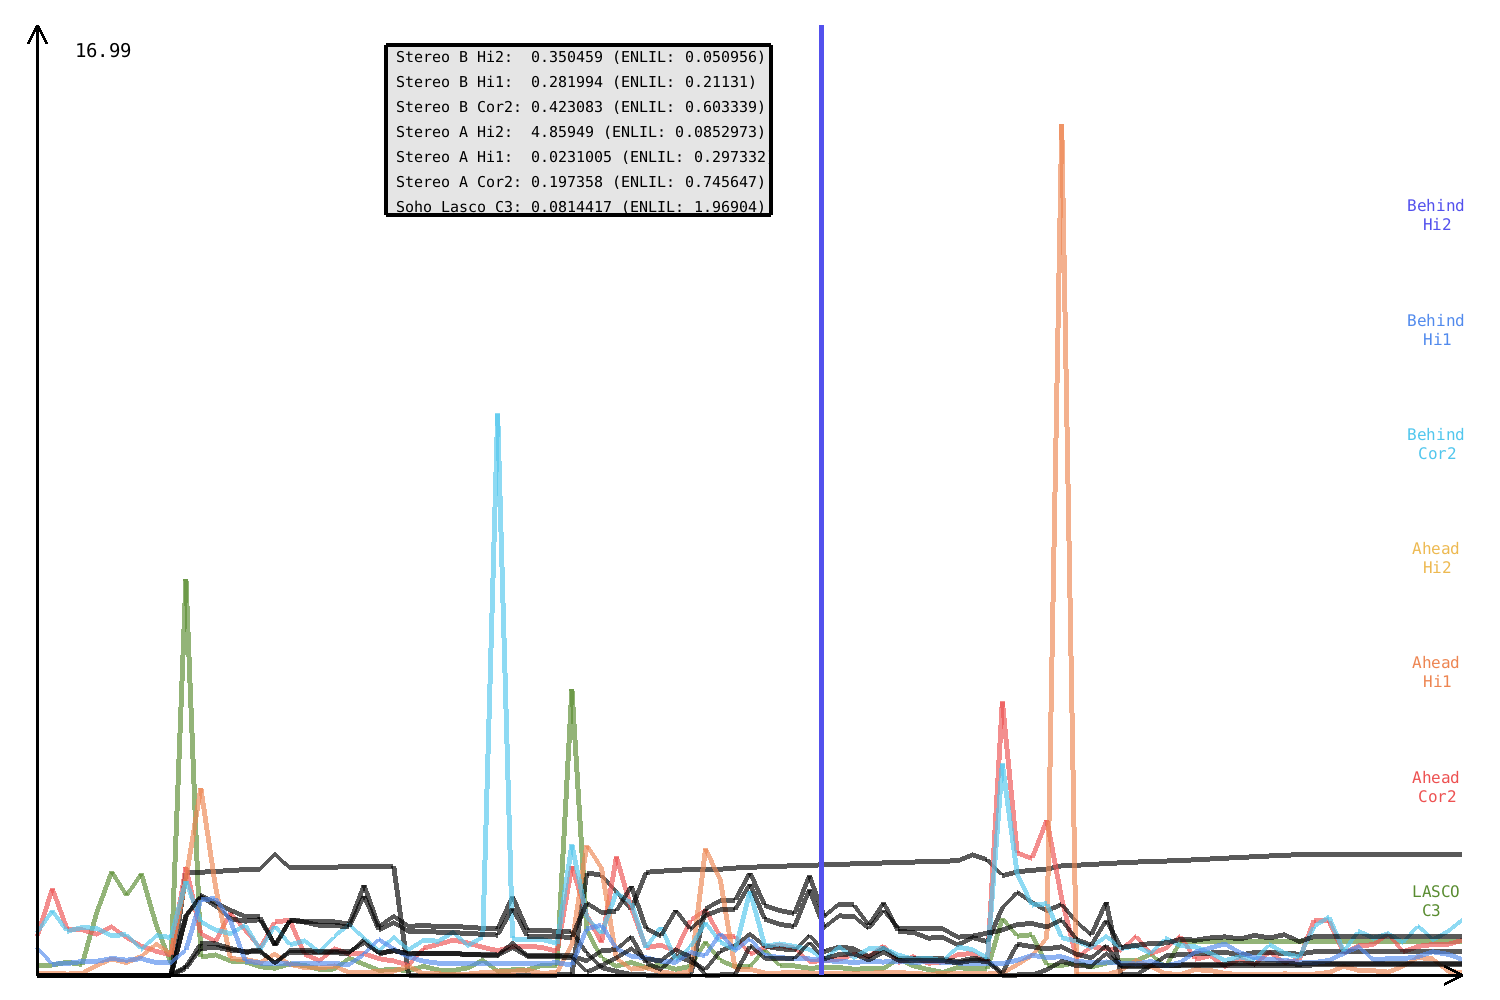 16.99
Stereo B Hi2:  0.350459 (ENLIL: 0.050956)
Stereo B Hi1:  0.281994 (ENLIL: 0.21131)
Stereo B Cor2: 0.423083 (ENLIL: 0.603339)
Stereo A Hi2:  4.85949 (ENLIL: 0.0852973)
Stereo A Hi1:  0.0231005 (ENLIL: 0.297332
Stereo A Cor2: 0.197358 (ENLIL: 0.745647)
Soho Lasco C3: 0.0814417 (ENLIL: 1.96904)
Behind
Hi2
Behind
Hi1
Behind
Cor2
Ahead
Hi2
Ahead
Hi1
Ahead
Cor2
LASCO
C3